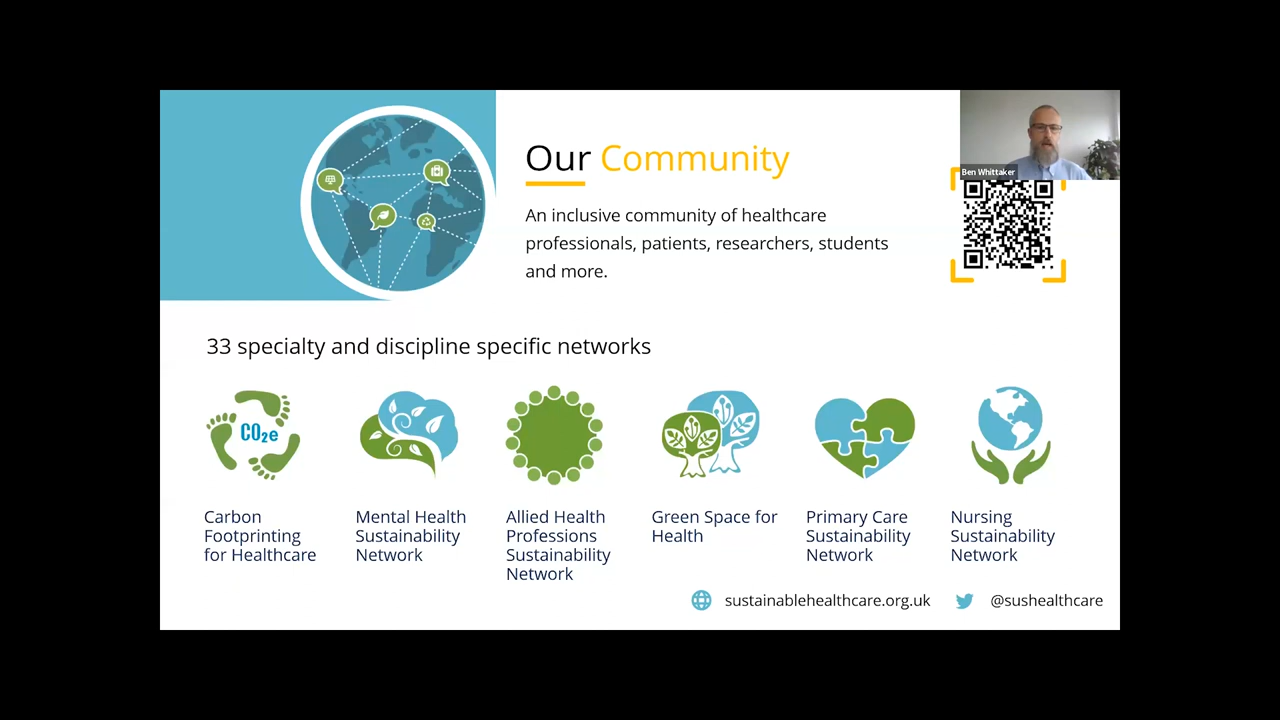 Our Community
An inclusive community of healthcare
professionals, patients, researchers, students
and more.
Ben Whittaker
33 specialty and discipline specific networks
CO₂e
Carbon
Footprinting
for Healthcare
Mental Health
Sustainability
Network
Allied Health
Professions
Sustainability
Network
Green Space for
Health
Primary Care
Sustainability
Network
Nursing
Sustainability
Network
sustainablehealthcare.org.uk
@sushealthcare